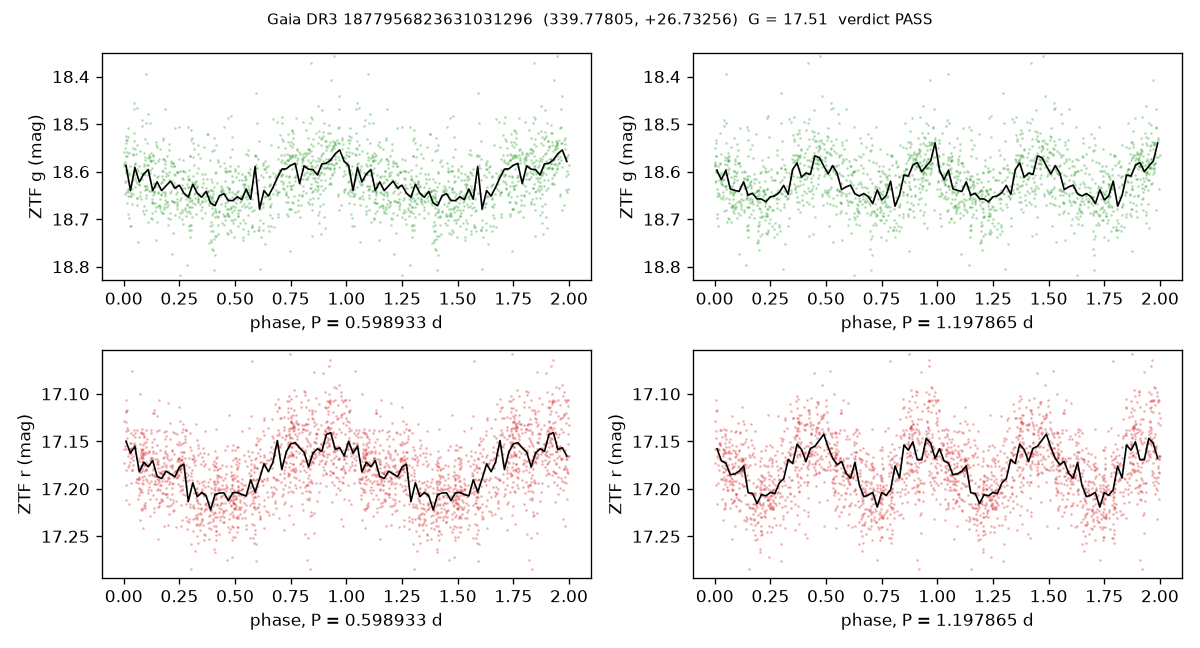 Gaia DR3 1877956823631031296  (339.77805, +26.73256)  G = 17.51  verdict PASS
ZTF g (mag)
18.4
18.5
18.6
18.7
18.8
0.00 0.25 0.50 0.75 1.00 1.25 1.50 1.75 2.00
phase, P = 0.598933 d
ZTF g (mag)
18.4
18.5
18.6
18.7
18.8
0.00 0.25 0.50 0.75 1.00 1.25 1.50 1.75 2.00
phase, P = 1.197865 d
ZTF r (mag)
17.10
17.15
17.20
17.25
0.00 0.25 0.50 0.75 1.00 1.25 1.50 1.75 2.00
phase, P = 0.598933 d
ZTF r (mag)
17.10
17.15
17.20
17.25
0.00 0.25 0.50 0.75 1.00 1.25 1.50 1.75 2.00
phase, P = 1.197865 d